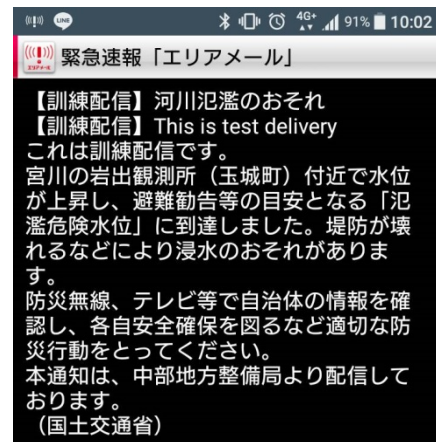 LINE 4G+ 91% 10:02
緊急速報「エリアメール」
【訓練配信】河川氾濫のおそれ
【訓練配信】This is test delivery
これは訓練配信です。
宮川の岩出観測所（玉城町）付近で水位
が上昇し、避難勧告等の目安となる「氾
濫危険水位」に到達しました。堤防が壊
れるなどにより浸水のおそれがありま
す。
防災無線、テレビ等で自治体の情報を確
認し、各自安全確保を図るなど適切な防
災行動をとってください。
本通知は、中部地方整備局より配信して
おります。
（国土交通省）